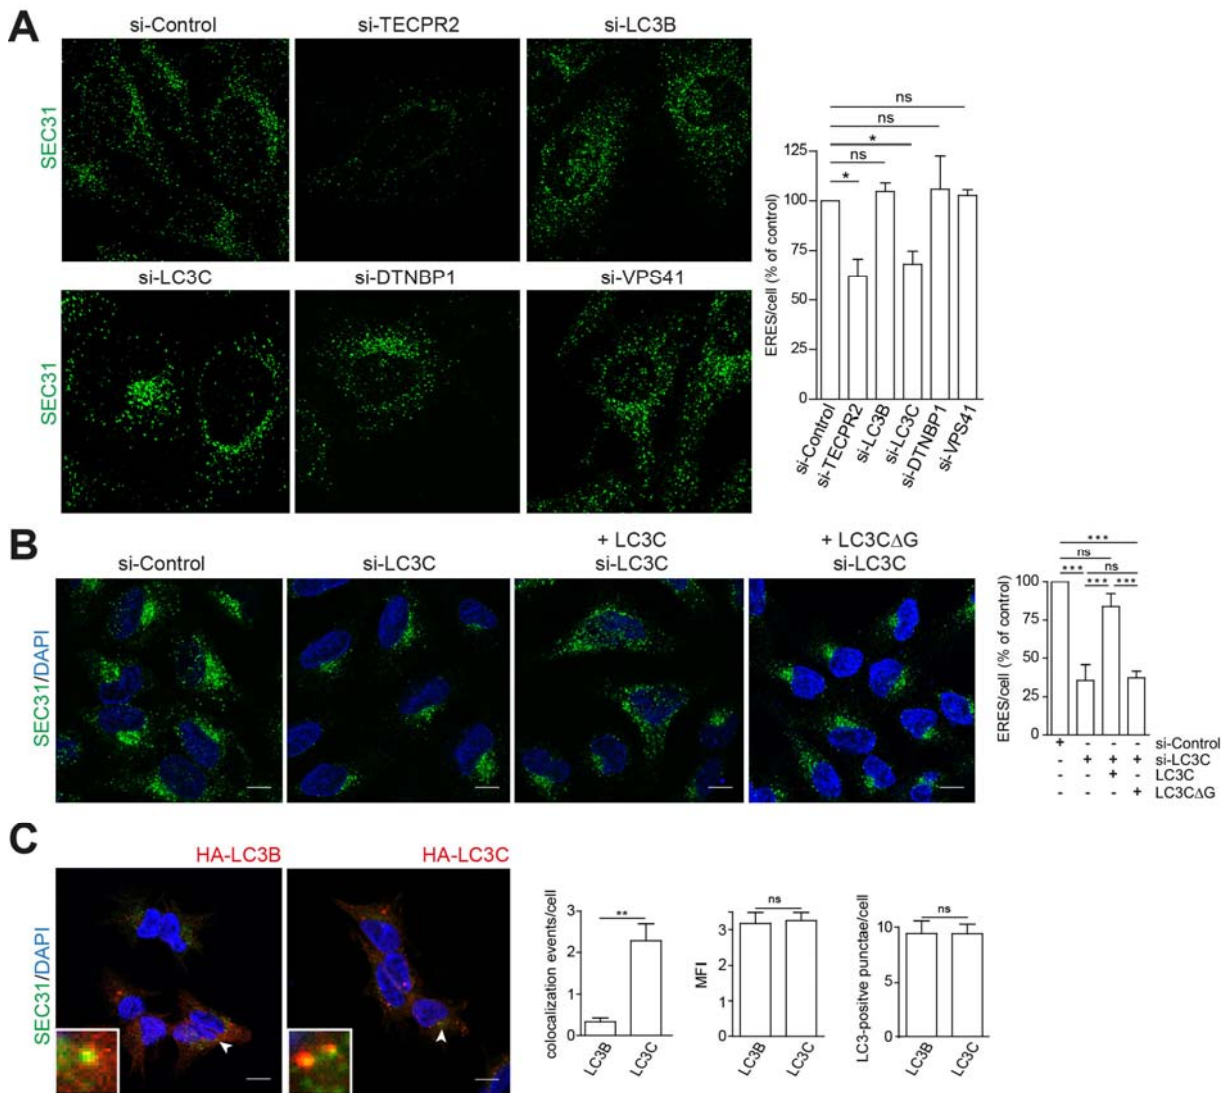 A
si-Control
si-TECPR2
si-LC3B
SEC31
si-LC3C
si-DTNBP1
si-VPS41
SEC31
ns
ns
*
ns
*
125
100
75
50
25
0
ERES/cell (% of control)
si-Control
si-TECPR2
si-LC3B
si-LC3C
si-DTNBP1
si-VPS41
B
si-Control
si-LC3C
+ LC3C
si-LC3C
+ LC3CΔG
si-LC3C
SEC31/DAPI
***
ns
*** ns
*** ***
100
75
50
25
0
ERES/cell (% of control)
+ - - - si-Control
- + + + si-LC3C
- - + - LC3C
- - - + LC3CΔG
C
HA-LC3B
HA-LC3C
SEC31/DAPI
**
3
2
1
0
colocalization events/cell
LC3B
LC3C
ns
3
2
1
0
MFI
LC3B
LC3C
ns
10
5
0
LC3-positve punctae/cell
LC3B
LC3C